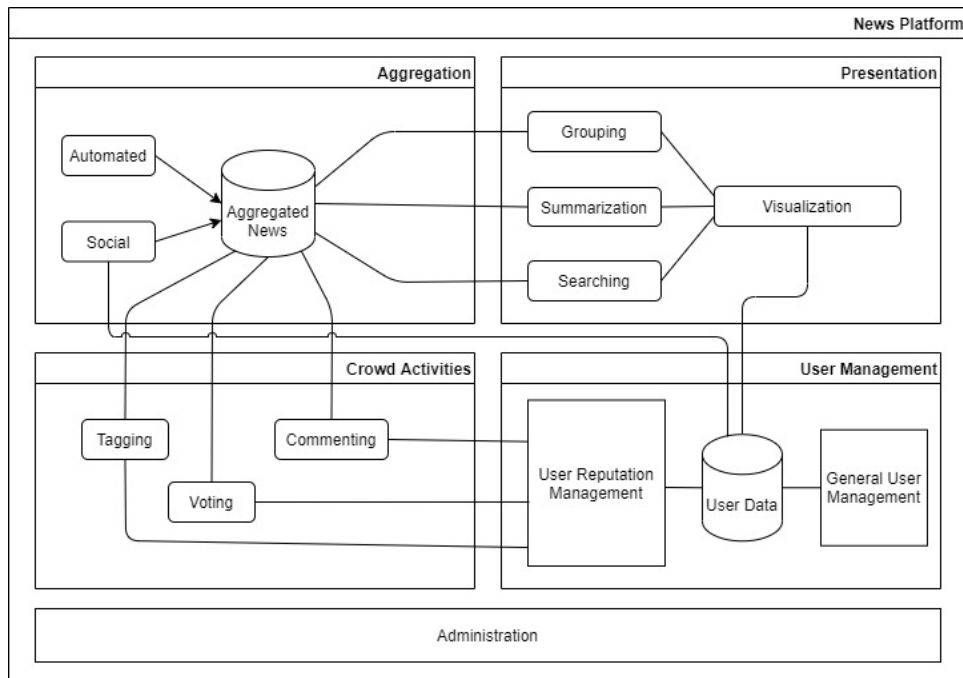 News Platform
Aggregation
Automated
Social
Aggregated
News
Presentation
Grouping
Summarization
Searching
Visualization
Crowd Activities
Tagging
Voting
Commenting
User Management
User Reputation
Management
User Data
General User
Management
Administration